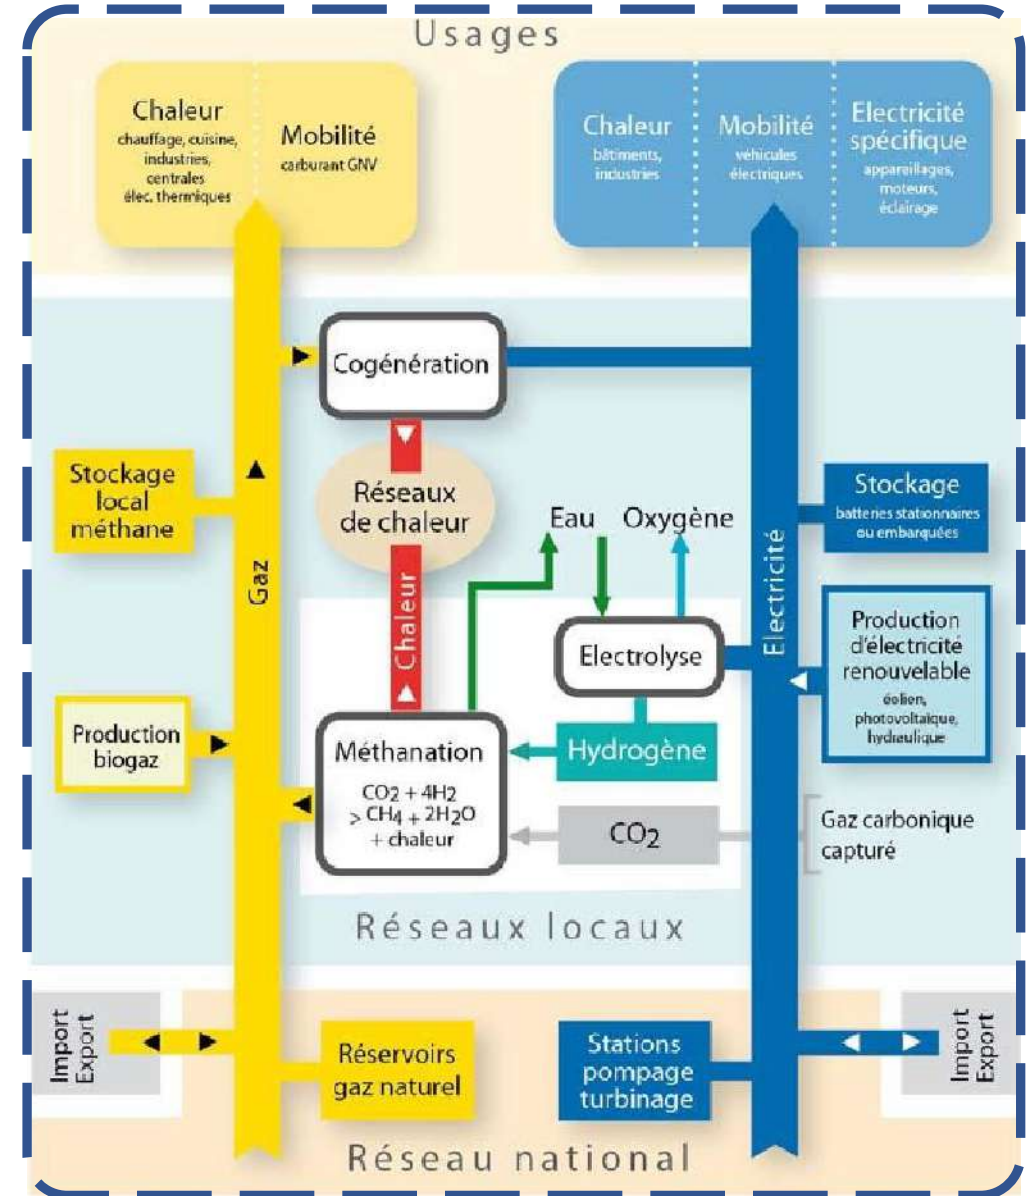 Usages
Chaleur
chauffage, cuisine,
industries,
centrales
élec. thermiques
Mobilité
carburant GNV
Chaleur
bâtiments,
industries
Mobilité
véhicules
électriques
Electricité
spécifique
appareillages,
moteurs,
éclairage
Cogénération
Stockage
local
méthane
Réseaux
de chaleur
Eau
Oxygène
Stockage
batteries stationnaires
ou embarquées
Gaz
Chaleur
Electricité
Electrolyse
Production
d'électricité
renouvelable
éolien,
photovoltaïque,
hydraulique
Production
biogaz
Méthanation
CO2 + 4H2
> CH4 + 2H2O
+ chaleur
Hydrogène
CO2
Gaz carbonique
capturé
Réseaux locaux
Import
Export
Réservoirs
gaz naturel
Stations
pompage
turbinage
Import
Export
Réseau national